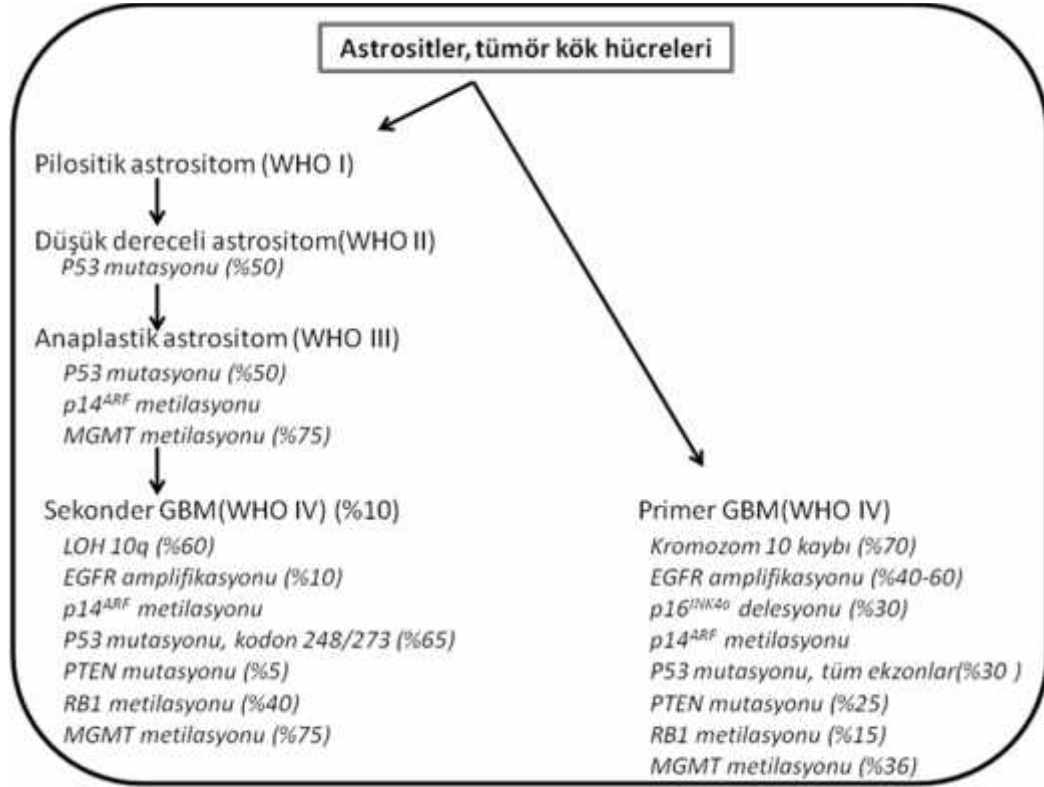 Astrositler, tümör kök hücreleri
Pilositik astrositom (WHO I)
Düşük dereceli astrositom(WHO II)
P53 mutasyonu (%50)
Anaplastik astrositom (WHO III)
P53 mutasyonu (%50)
p14ARF metilasyonu
MGMT metilasyonu (%75)
Sekonder GBM(WHO IV) (%10)
LOH 10q (%60)
EGFR amplifikasyonu (%10)
p14ARF metilasyonu
P53 mutasyonu, kodon 248/273 (%65)
PTEN mutasyonu (%5)
RB1 metilasyonu (%40)
MGMT metilasyonu (%75)
Primer GBM(WHO IV)
Kromozom 10 kaybı (%70)
EGFR amplifikasyonu (%40-60)
p16INK4a delesyonu (%30)
p14ARF metilasyonu
P53 mutasyonu, tüm ekzonlar(%30 )
PTEN mutasyonu (%25)
RB1 metilasyonu (%15)
MGMT metilasyonu (%36)